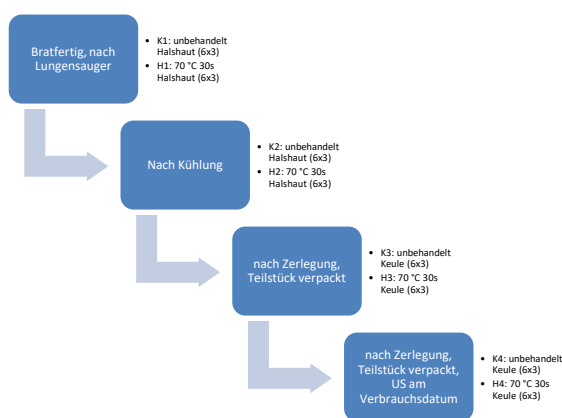 Bratfertig, nach
Lungensauger
• K1: unbehandelt
Halshaut (6x3)
• H1: 70 °C 30s
Halshaut (6x3)
Nach Kühlung
• K2: unbehandelt
Halshaut (6x3)
• H2: 70 °C 30s
Halshaut (6x3)
nach Zerlegung,
Teilstück verpackt
• K3: unbehandelt
Keule (6x3)
• H3: 70 °C 30s
Keule (6x3)
nach Zerlegung,
Teilstück verpackt,
US am
Verbrauchsdatum
• K4: unbehandelt
Keule (6x3)
• H4: 70 °C 30s
Keule (6x3)